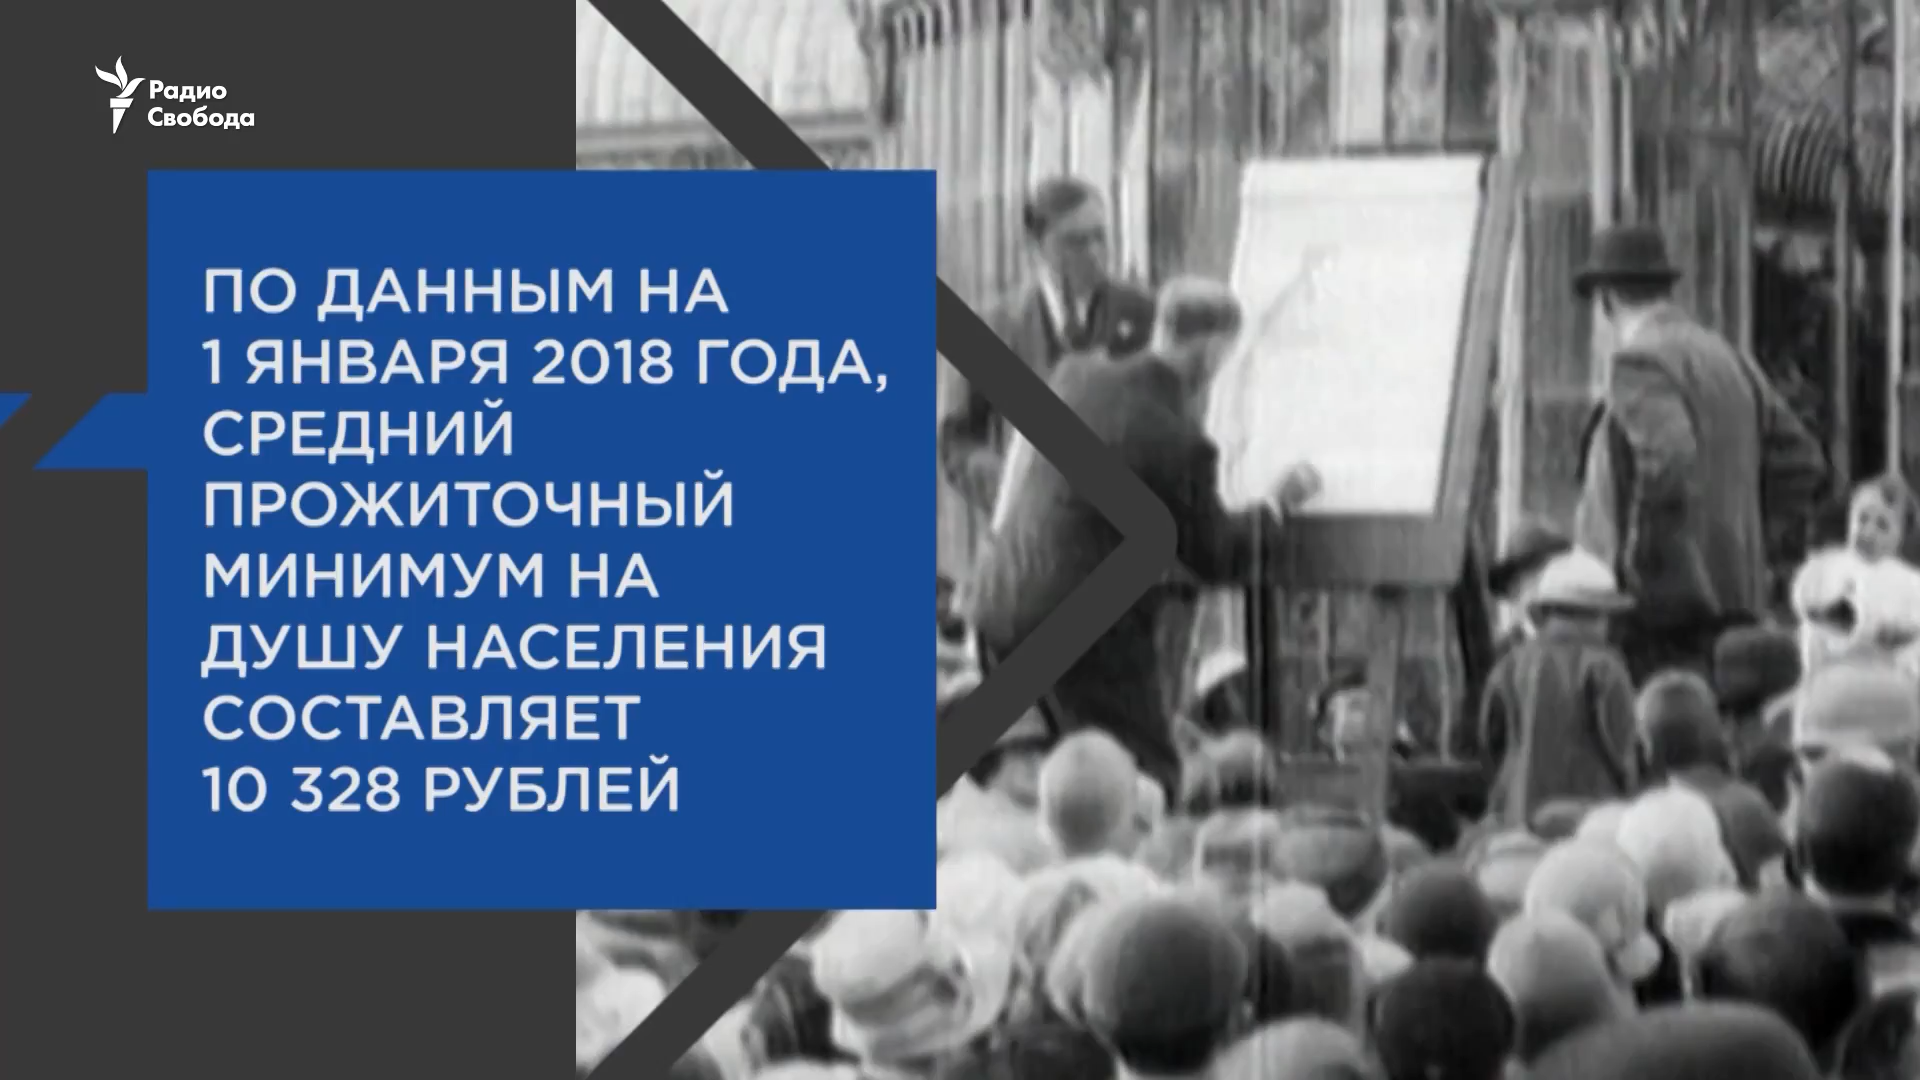 Радио
Свобода
ПО ДАННЫМ НА
1 ЯНВАРЯ 2018 ГОДА,
СРЕДНИЙ
ПРОЖИТОЧНЫЙ
МИНИМУМ НА
ДУШУ НАСЕЛЕНИЯ
СОСТАВЛЯЕТ
10 328 РУБЛЕЙ